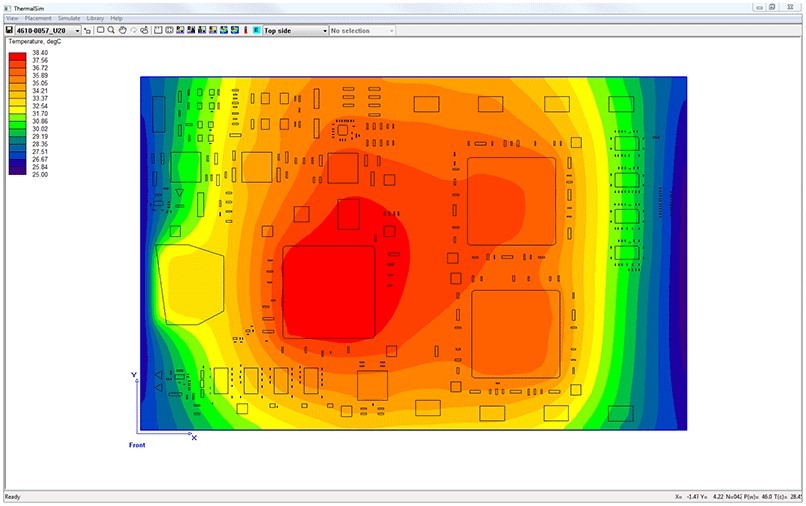 ThermalSim
View Placement Simulate Library Help
4610-0057_U20 Top side No selection
Temperature, degC
38.40
37.56
36.72
35.89
35.05
34.21
33.37
32.54
31.70
30.86
30.02
29.19
28.35
27.51
26.67
25.84
25.00
Y
X
Front
Ready X= -1.47 Y= 4.22 N=042 P(w)= 46.0 T(c)= 28.45